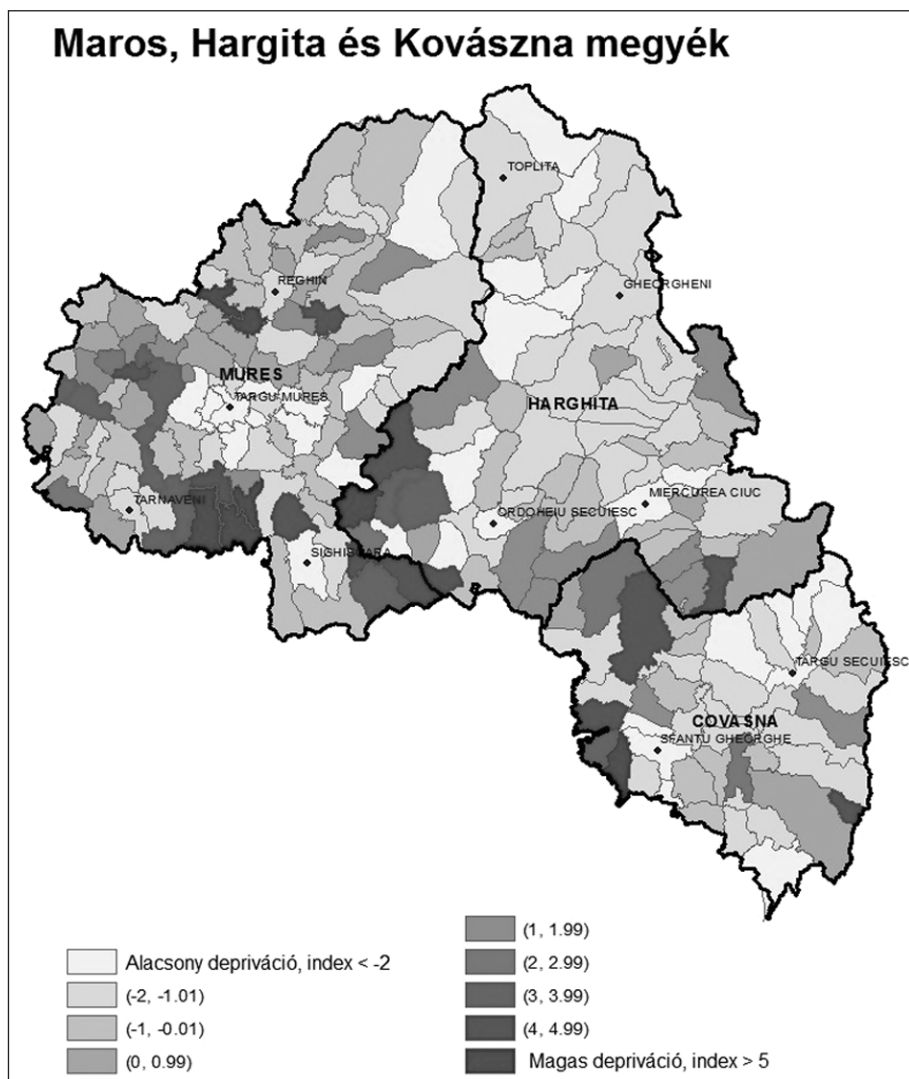 Maros, Hargita és Kovászna megyék
TOPLITA
REGHIN
GHEORGHENI
MURES
TARGU MURES
HARGHITA
MIERCUREA CIUC
TARNAVENI
ORDOHEIU SECUIESC
SIGHISOARA
TARGU SECUIESC
COVASNA
SFANTU GHEORGHE
Alacsony depriváció, index < -2
(-2, -1.01)
(-1, -0.01)
(0, 0.99)
(1, 1.99)
(2, 2.99)
(3, 3.99)
(4, 4.99)
Magas depriváció, index > 5